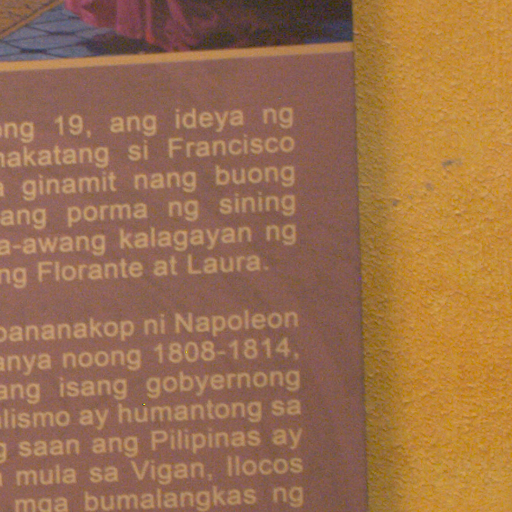 ong 19, ang ideya ng
nakatang si Francisco
a ginamit nang buong
ang porma ng sining
a-awang kalagayan ng
ng Florante at Laura.
pananakop ni Napoleon
anya noong 1808-1814,
ang isang gobyernong
alismo ay humantong sa
g saan ang Pilipinas ay
mula sa Vigan, Ilocos
mga bumalangkas ng